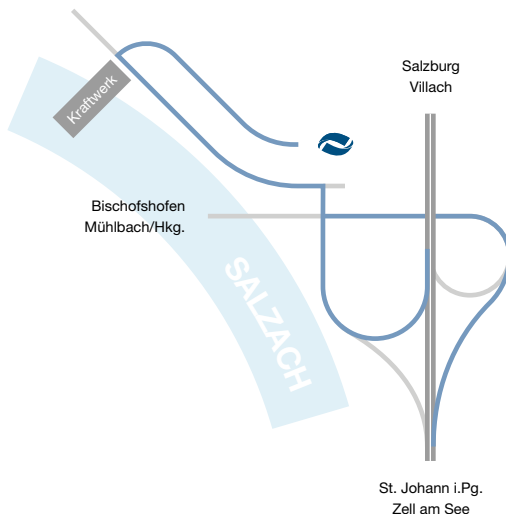 Kraftwerk
Salzburg
Villach
Bischofshofen
Mühlbach/Hkg.
SALZACH
St. Johann i.Pg.
Zell am See